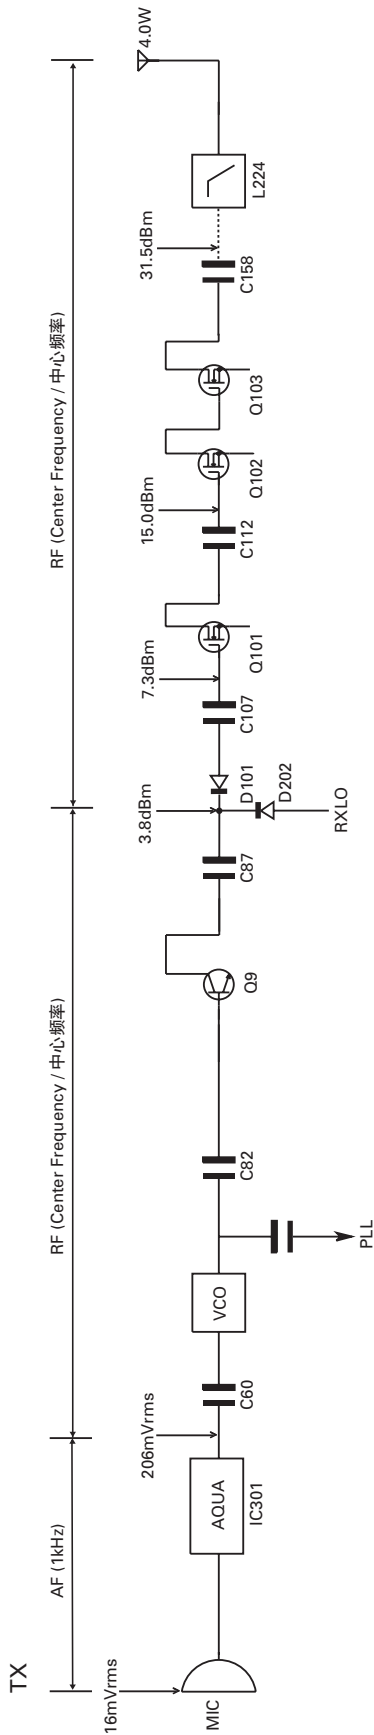 TX
AF (1kHz)
RF (Center Frequency / 中心频率)
RF (Center Frequency / 中心频率)
16mVrms
206mVrms
3.8dBm
7.3dBm
15.0dBm
31.5dBm
4.0W
MIC
AQUA
IC301
C60
VCO
PLL
C82
Q9
C87
D101
D202
RXLO
C107
Q101
C112
Q102
Q103
C158
L224